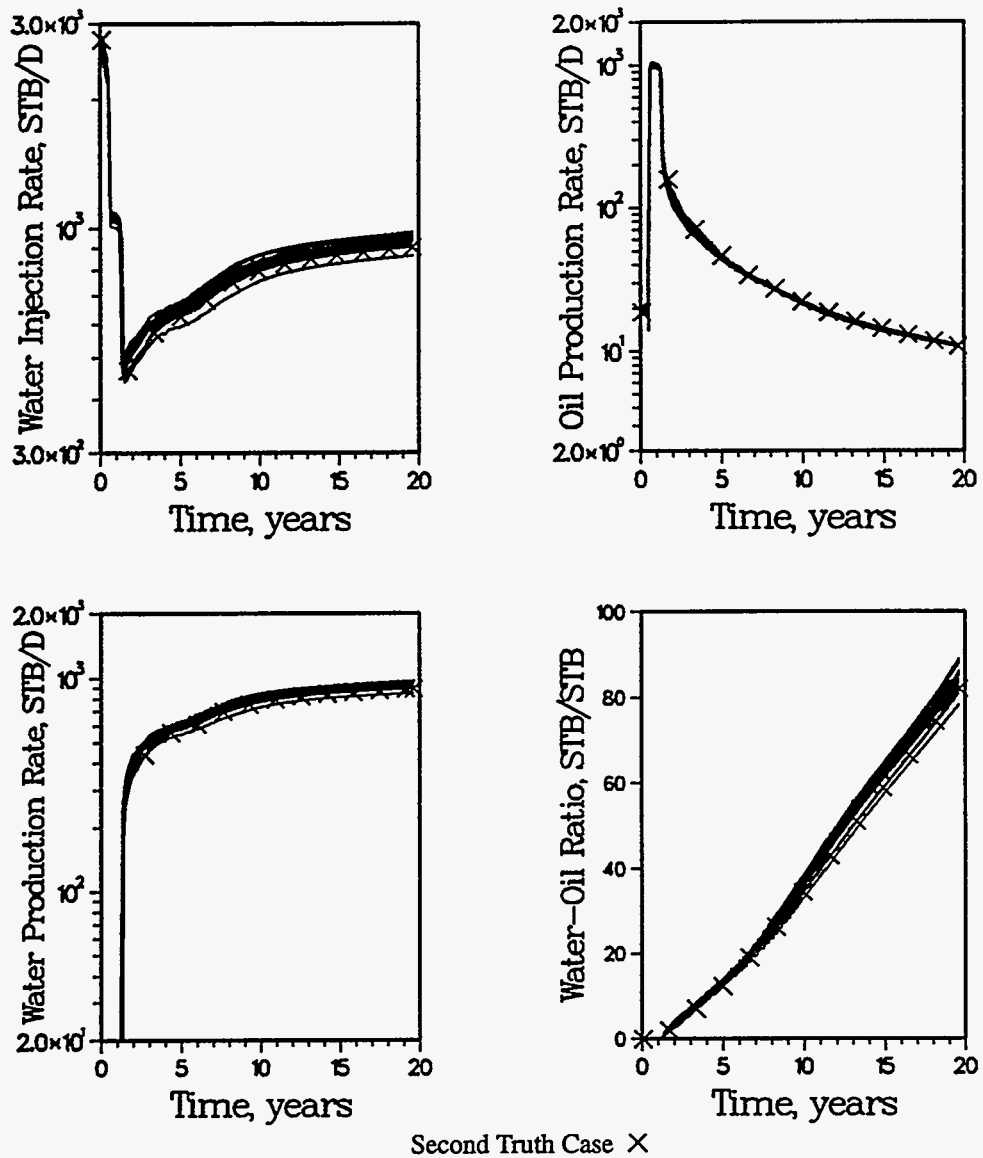 3.0×10³
10³
3.0×10²
Water Injection Rate, STB/D
0 5 10 15 20
Time, years
2.0×10³
10³
10²
10¹
2.0×10⁰
Oil Production Rate, STB/D
0 5 10 15 20
Time, years
2.0×10³
10³
10²
2.0×10¹
Water Production Rate, STB/D
0 5 10 15 20
Time, years
100
80
60
40
20
0
Water-Oil Ratio, STB/STB
0 5 10 15 20
Time, years
Second Truth Case ×